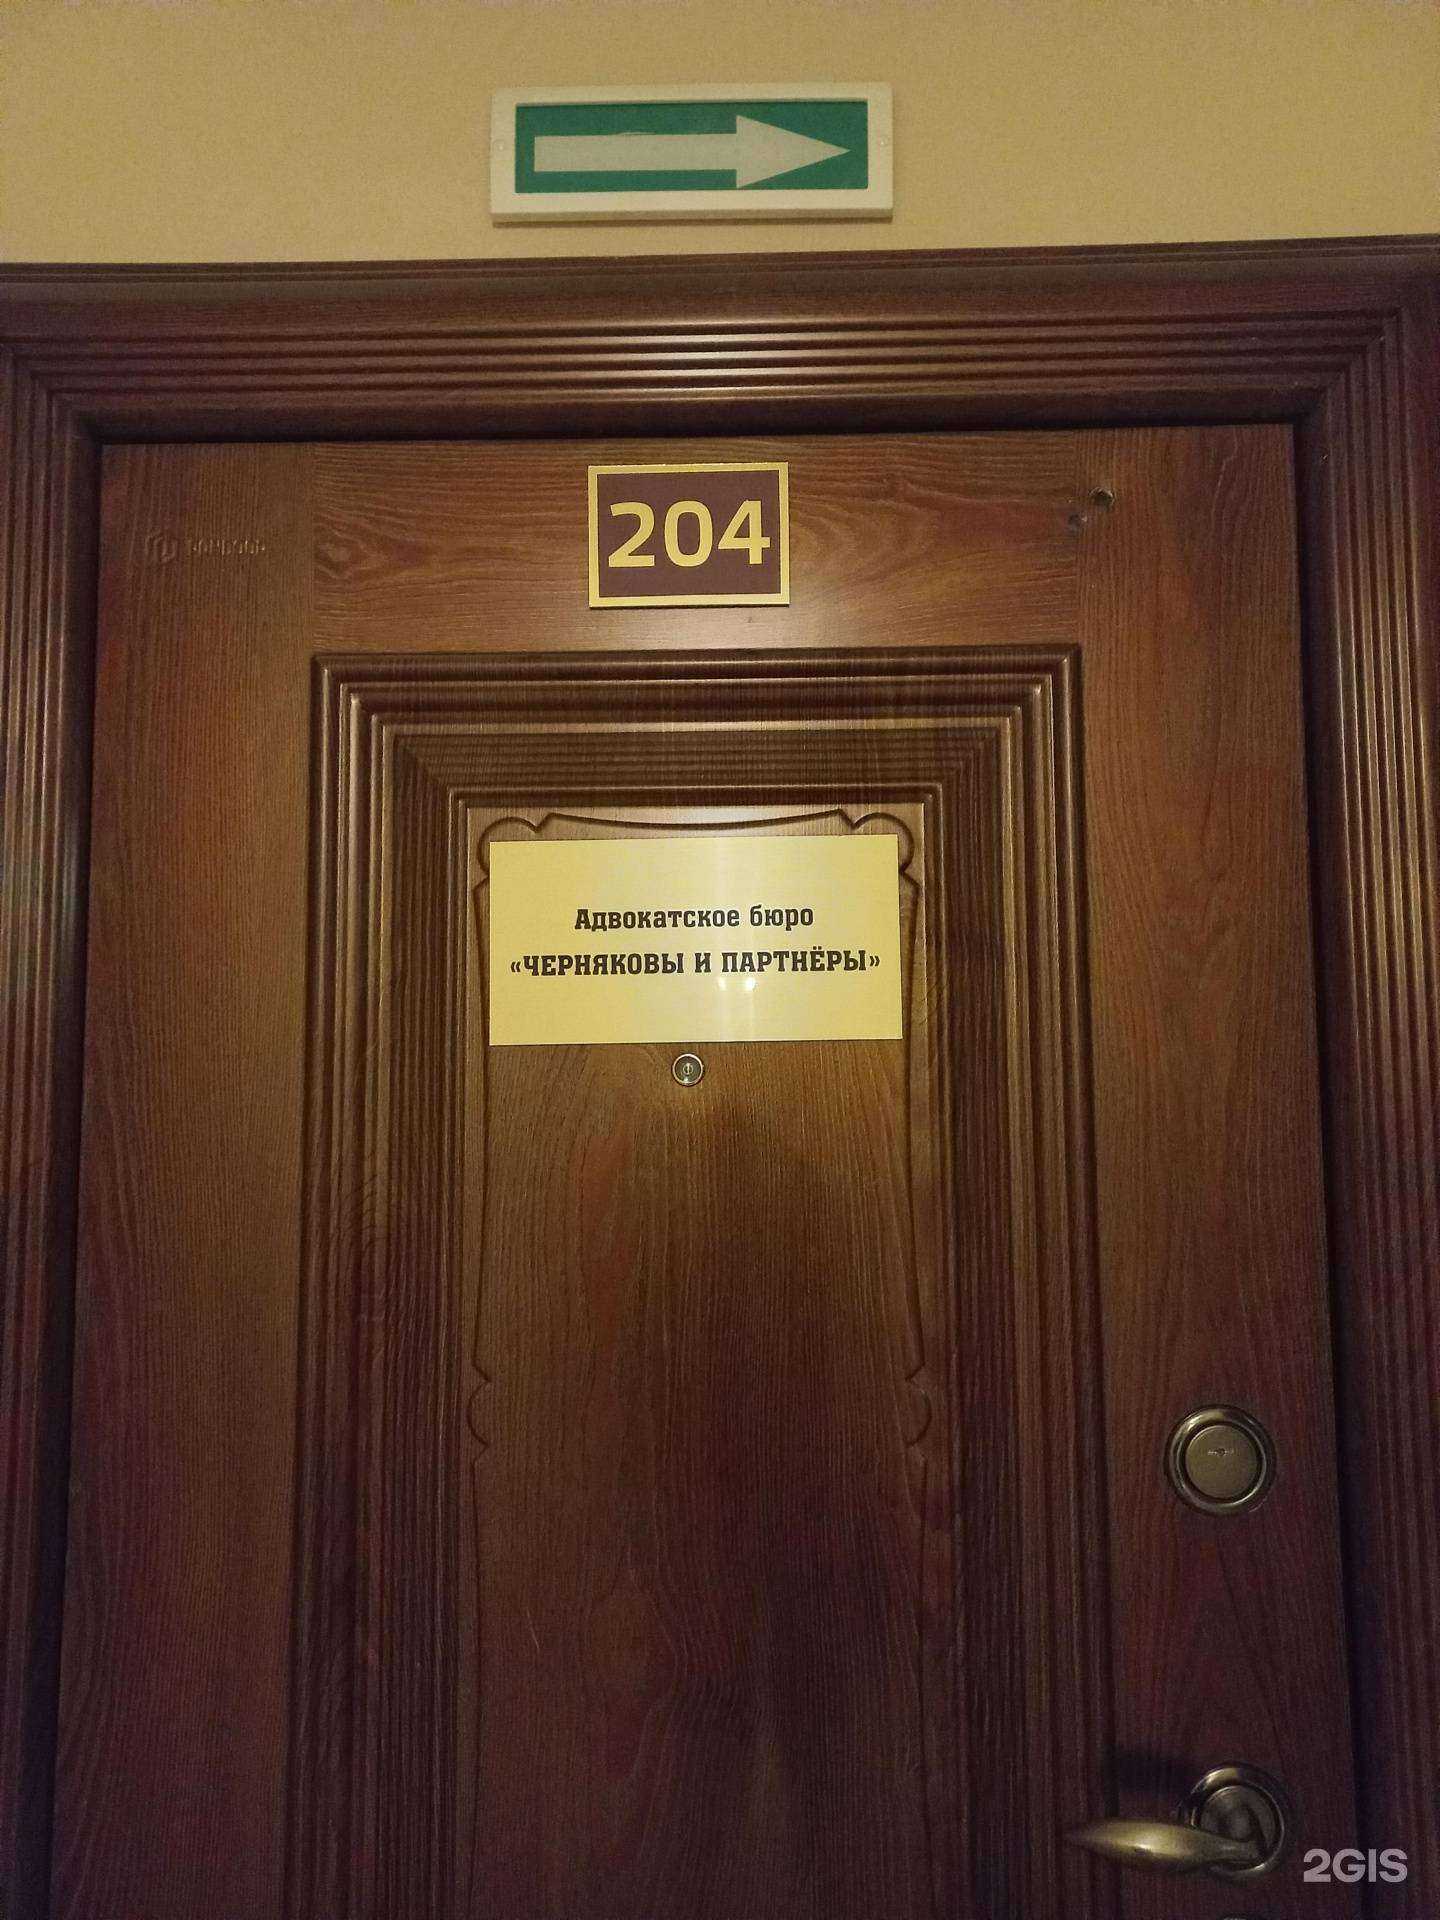 204
Адвокатское бюро
«ЧЕРНЯКОВЫ И ПАРТНЁРЫ»
2GIS